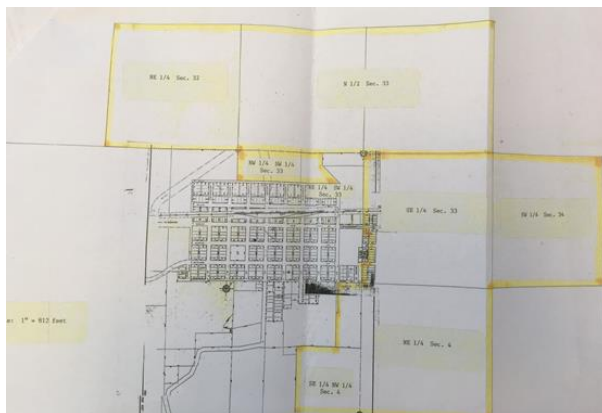 NE 1/4 Sec. 32
N 1/2 Sec. 33
NW 1/4 SW 1/4
Sec. 33
NE 1/4 SW 1/4
Sec. 33
SE 1/4 Sec. 33
SW 1/4 Sec. 34
1" = 812 feet
NE 1/4 Sec. 4
SE 1/4 NW 1/4
Sec. 4